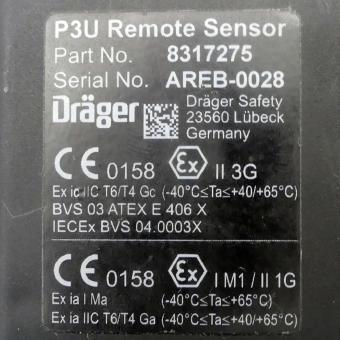 P3U Remote Sensor
Part No. 8317275
Serial No. AREB-0028
Dräger
Dräger Safety
23560 Lübeck
Germany
CE 0158 Ex II 3G
Ex ic IIC T6/T4 Gc (-40°C≤Ta≤+40/+65°C)
BVS 03 ATEX E 406 X
IECEx BVS 04.0003X
CE 0158 Ex I M1 / II 1G
Ex ia I Ma (-40°C≤Ta≤+65°C)
Ex ia IIC T6/T4 Ga (-40°C≤Ta≤+40/+65°C)